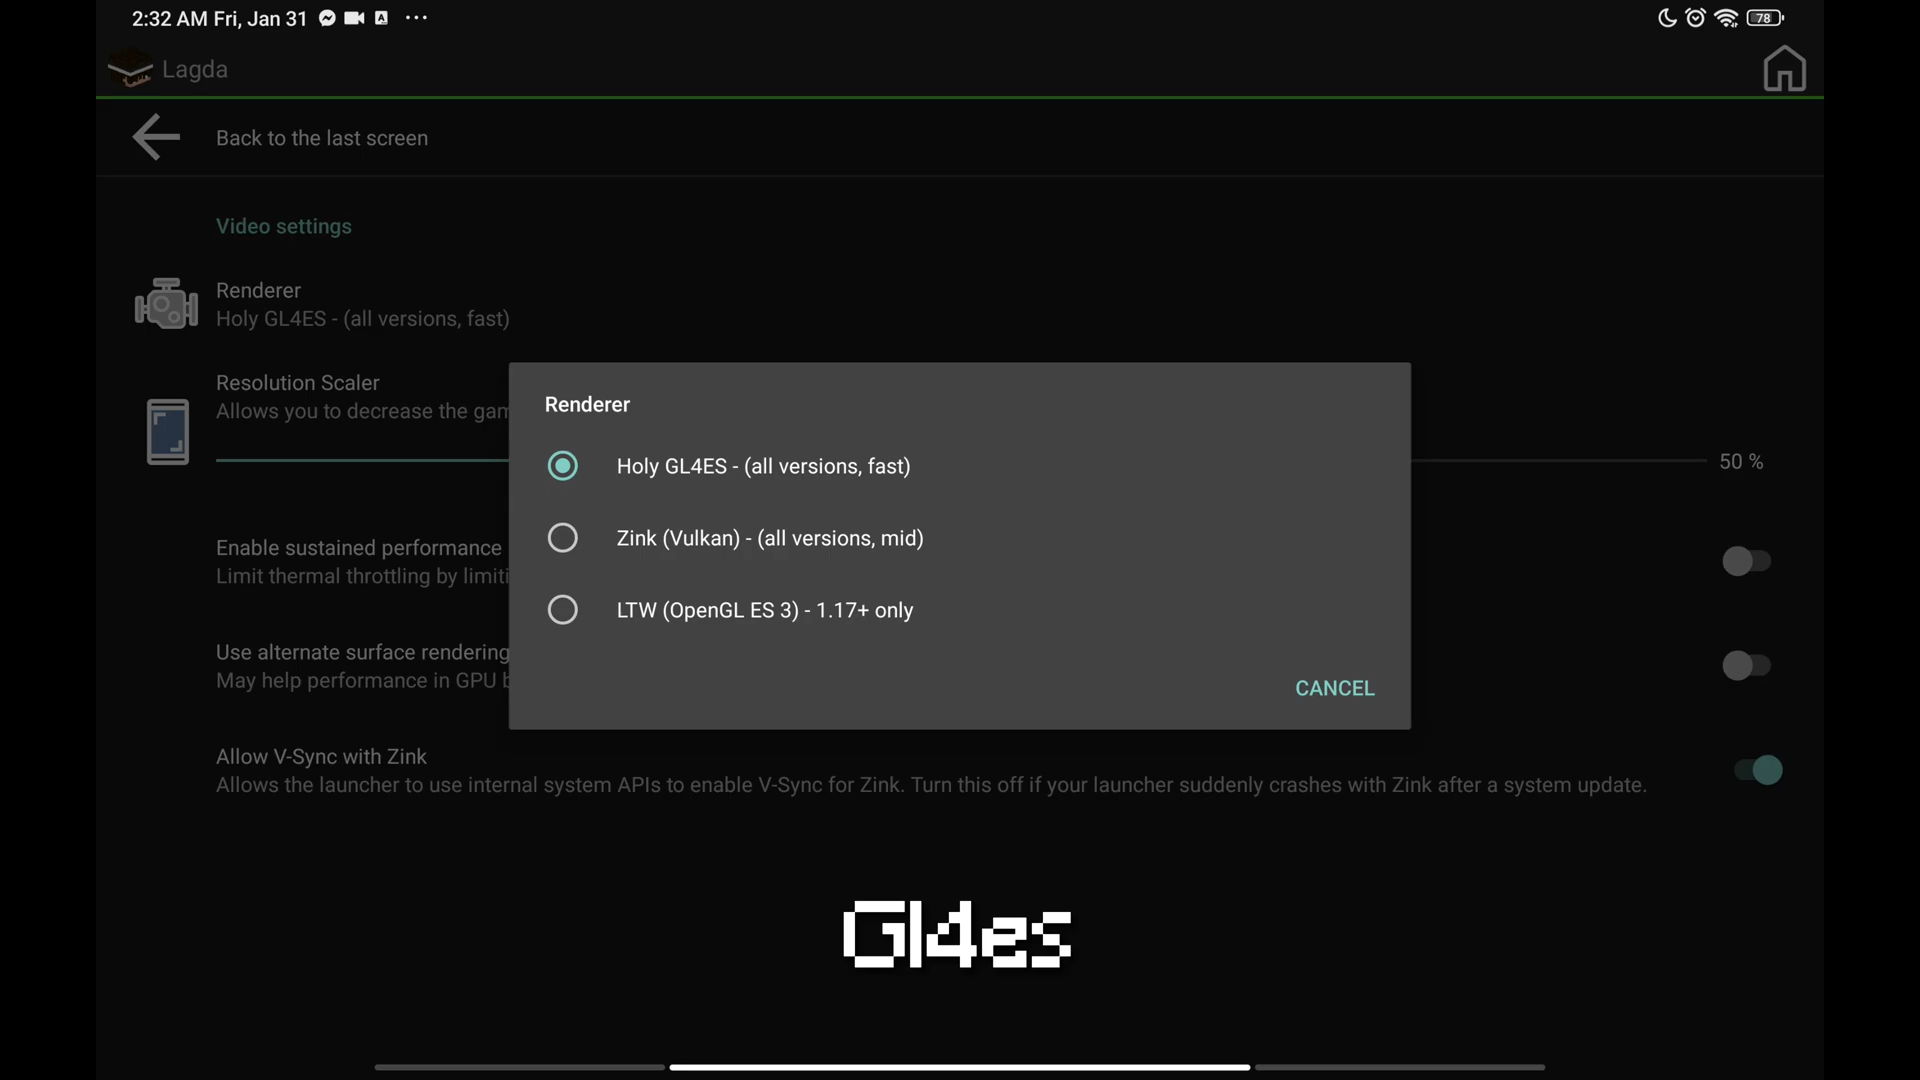 2:32 AM Fri, Jan 31
78
Lagda
Back to the last screen
Video settings
Renderer
Holy GL4ES - (all versions, fast)
Resolution Scaler
Allows you to decrease the gam
50 %
Renderer
Holy GL4ES - (all versions, fast)
Zink (Vulkan) - (all versions, mid)
LTW (OpenGL ES 3) - 1.17+ only
CANCEL
Enable sustained performance
Limit thermal throttling by limiti
Use alternate surface rendering
May help performance in GPU b
Allow V-Sync with Zink
Allows the launcher to use internal system APIs to enable V-Sync for Zink. Turn this off if your launcher suddenly crashes with Zink after a system update.
Gl4es